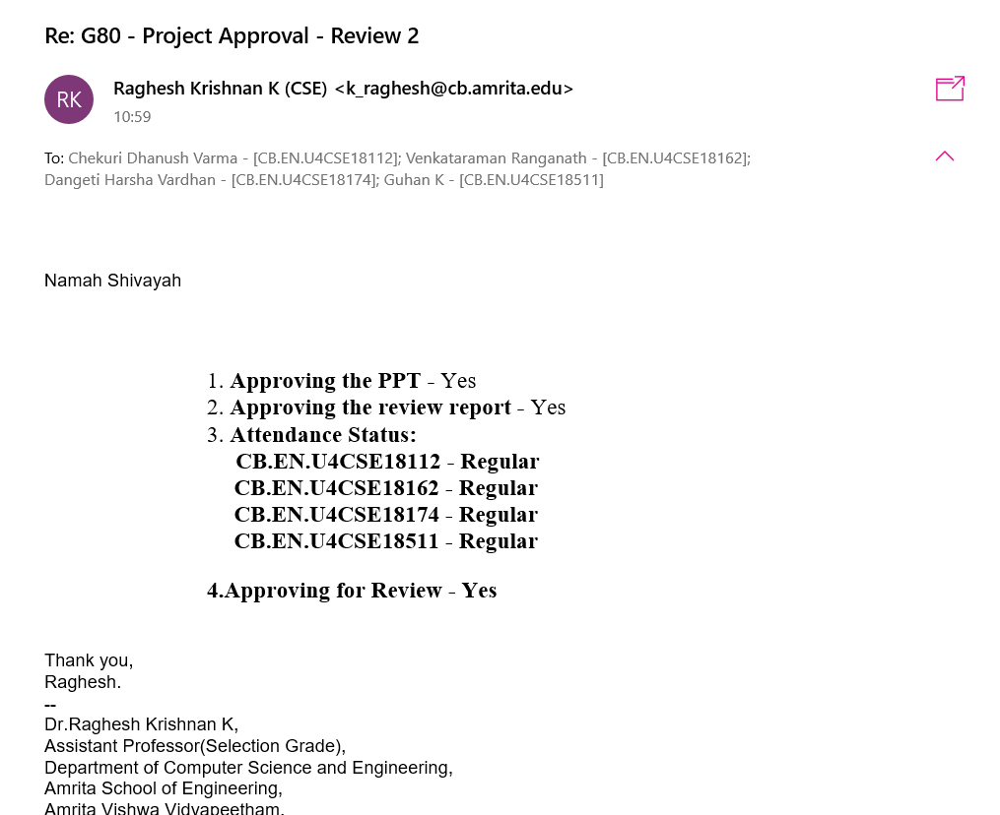 Re: G80 - Project Approval - Review 2
RK
Raghesh Krishnan K (CSE) <k_raghesh@cb.amrita.edu>
10:59
To: Chekuri Dhanush Varma - [CB.EN.U4CSE18112]; Venkataraman Ranganath - [CB.EN.U4CSE18162];
Dangeti Harsha Vardhan - [CB.EN.U4CSE18174]; Guhan K - [CB.EN.U4CSE18511]
Namah Shivayah
1. Approving the PPT - Yes
2. Approving the review report - Yes
3. Attendance Status:
CB.EN.U4CSE18112 - Regular
CB.EN.U4CSE18162 - Regular
CB.EN.U4CSE18174 - Regular
CB.EN.U4CSE18511 - Regular
4.Approving for Review - Yes
Thank you,
Raghesh.
--
Dr.Raghesh Krishnan K,
Assistant Professor(Selection Grade),
Department of Computer Science and Engineering,
Amrita School of Engineering,
Amrita Vishwa Vidyapeetham,